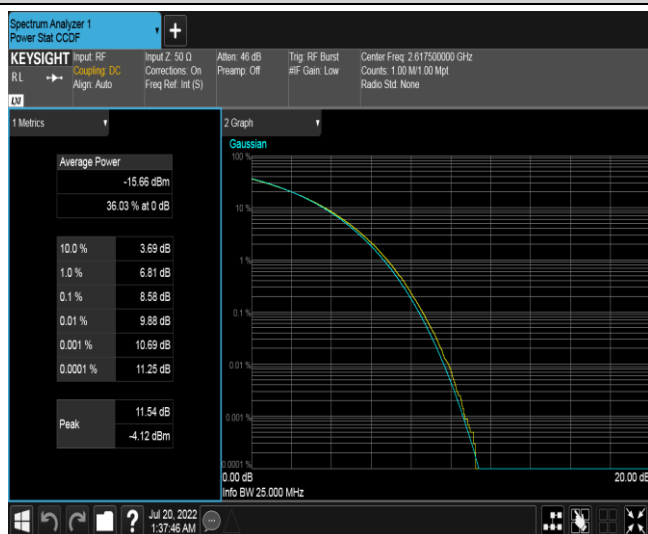 Spectrum Analyzer 1
Power Stat CCDF
+
KEYSIGHT
RL
LXI
Input: RF
Coupling: DC
Align: Auto
Input Z: 50 Ω
Corrections: On
Freq Ref: Int (S)
Atten: 46 dB
Preamp: Off
Trig: RF Burst
#IF Gain: Low
Center Freq: 2.617500000 GHz
Counts: 1.00 M/1.00 Mpt
Radio Std: None
1 Metrics
Average Power
-15.66 dBm
36.03 % at 0 dB
10.0 % 3.69 dB
1.0 % 6.81 dB
0.1 % 8.58 dB
0.01 % 9.88 dB
0.001 % 10.69 dB
0.0001 % 11.25 dB
Peak
11.54 dB
-4.12 dBm
2 Graph
Gaussian
100 %
10 %
1 %
0.1 %
0.01 %
0.001 %
0.0001 %
0.00 dB
20.00 dB
Info BW 25.000 MHz
?
Jul 20, 2022
1:37:46 AM